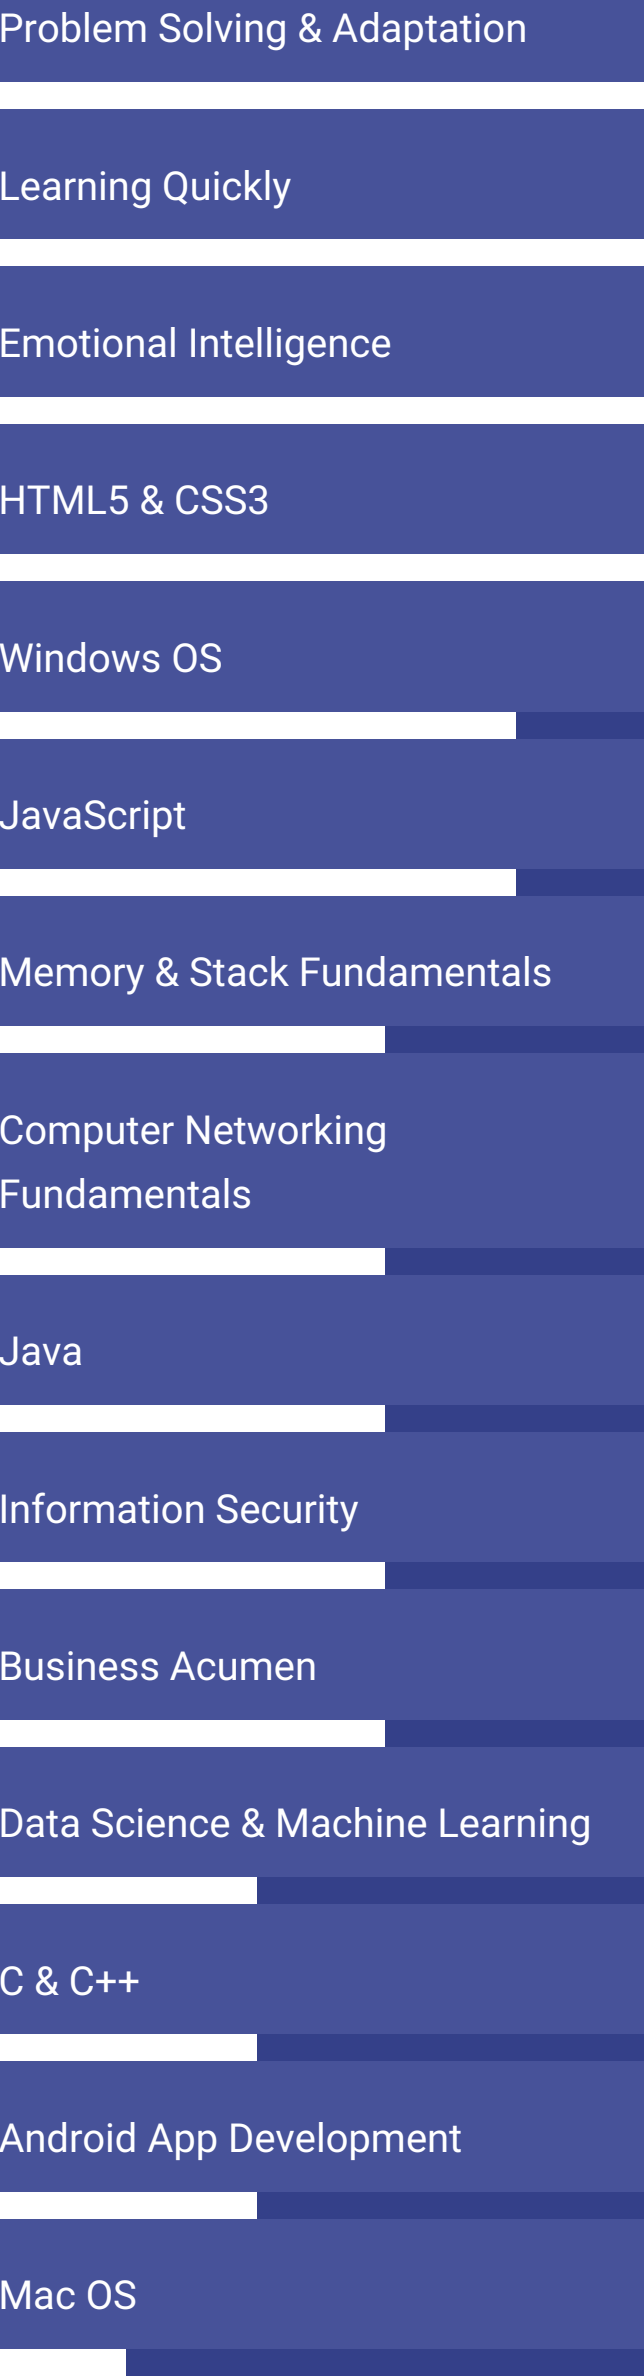 Problem Solving & Adaptation
Learning Quickly
Emotional Intelligence
HTML5 & CSS3
Windows OS
JavaScript
Memory & Stack Fundamentals
Computer Networking
Fundamentals
Java
Information Security
Business Acumen
Data Science & Machine Learning
C & C++
Android App Development
Mac OS